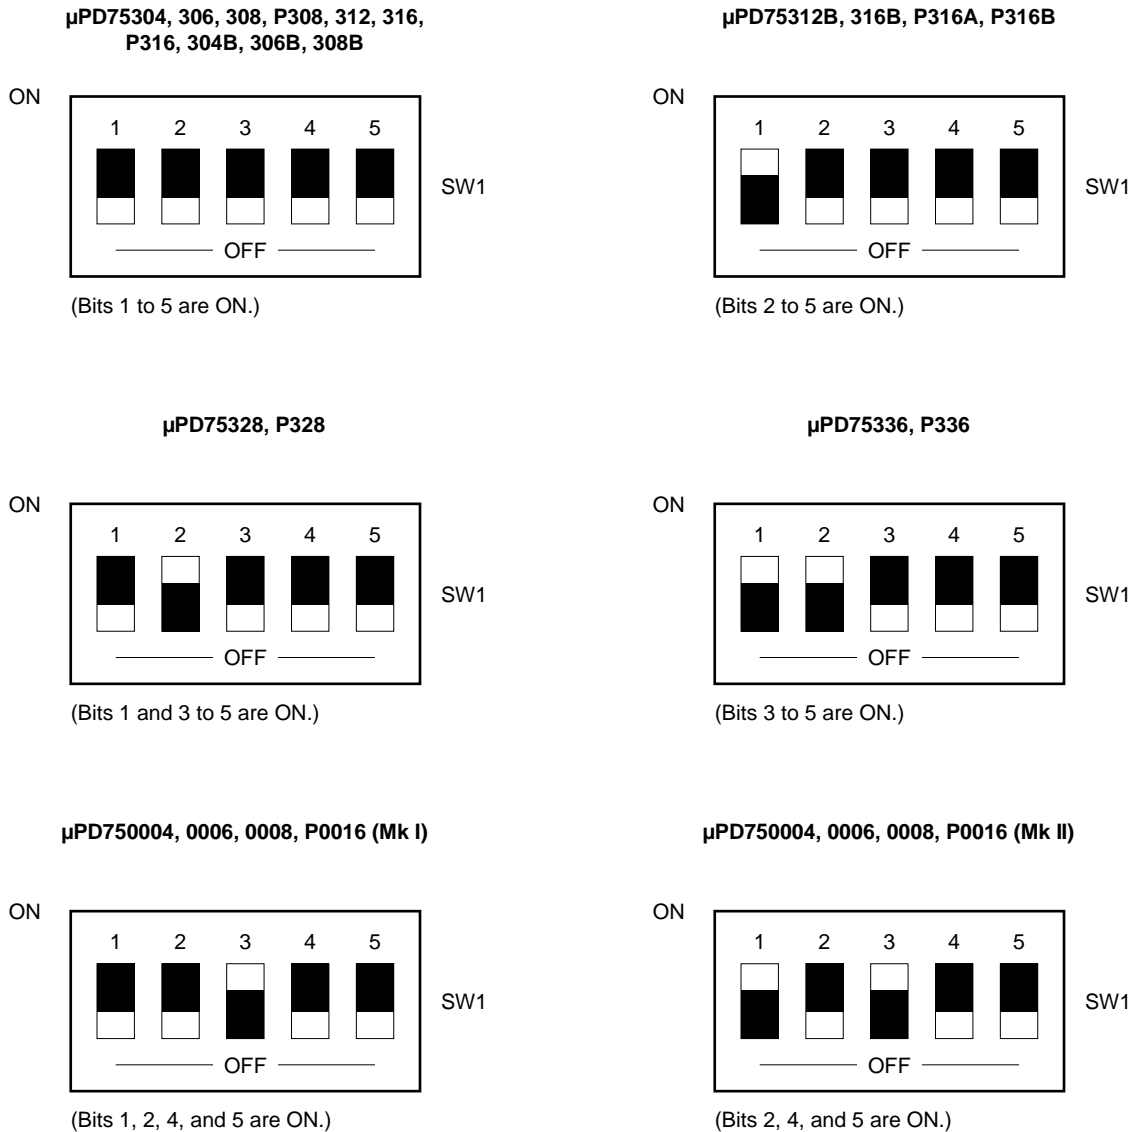 µPD75304, 306, 308, P308, 312, 316,
P316, 304B, 306B, 308B
ON
1 2 3 4 5
SW1
OFF
(Bits 1 to 5 are ON.)
µPD75312B, 316B, P316A, P316B
ON
1 2 3 4 5
SW1
OFF
(Bits 2 to 5 are ON.)
µPD75328, P328
ON
1 2 3 4 5
SW1
OFF
(Bits 1 and 3 to 5 are ON.)
µPD75336, P336
ON
1 2 3 4 5
SW1
OFF
(Bits 3 to 5 are ON.)
µPD750004, 0006, 0008, P0016 (Mk I)
ON
1 2 3 4 5
SW1
OFF
(Bits 1, 2, 4, and 5 are ON.)
µPD750004, 0006, 0008, P0016 (Mk II)
ON
1 2 3 4 5
SW1
OFF
(Bits 2, 4, and 5 are ON.)